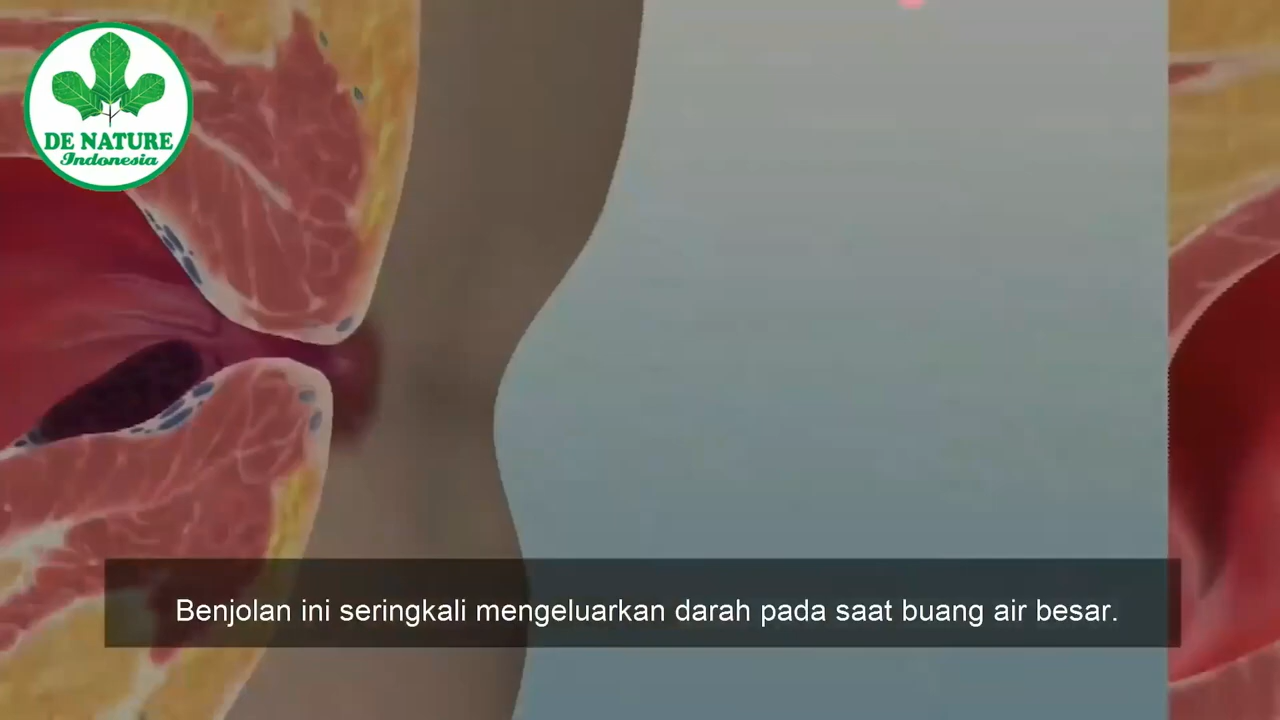 DE NATURE
Indonesia
Benjolan ini seringkali mengeluarkan darah pada saat buang air besar.